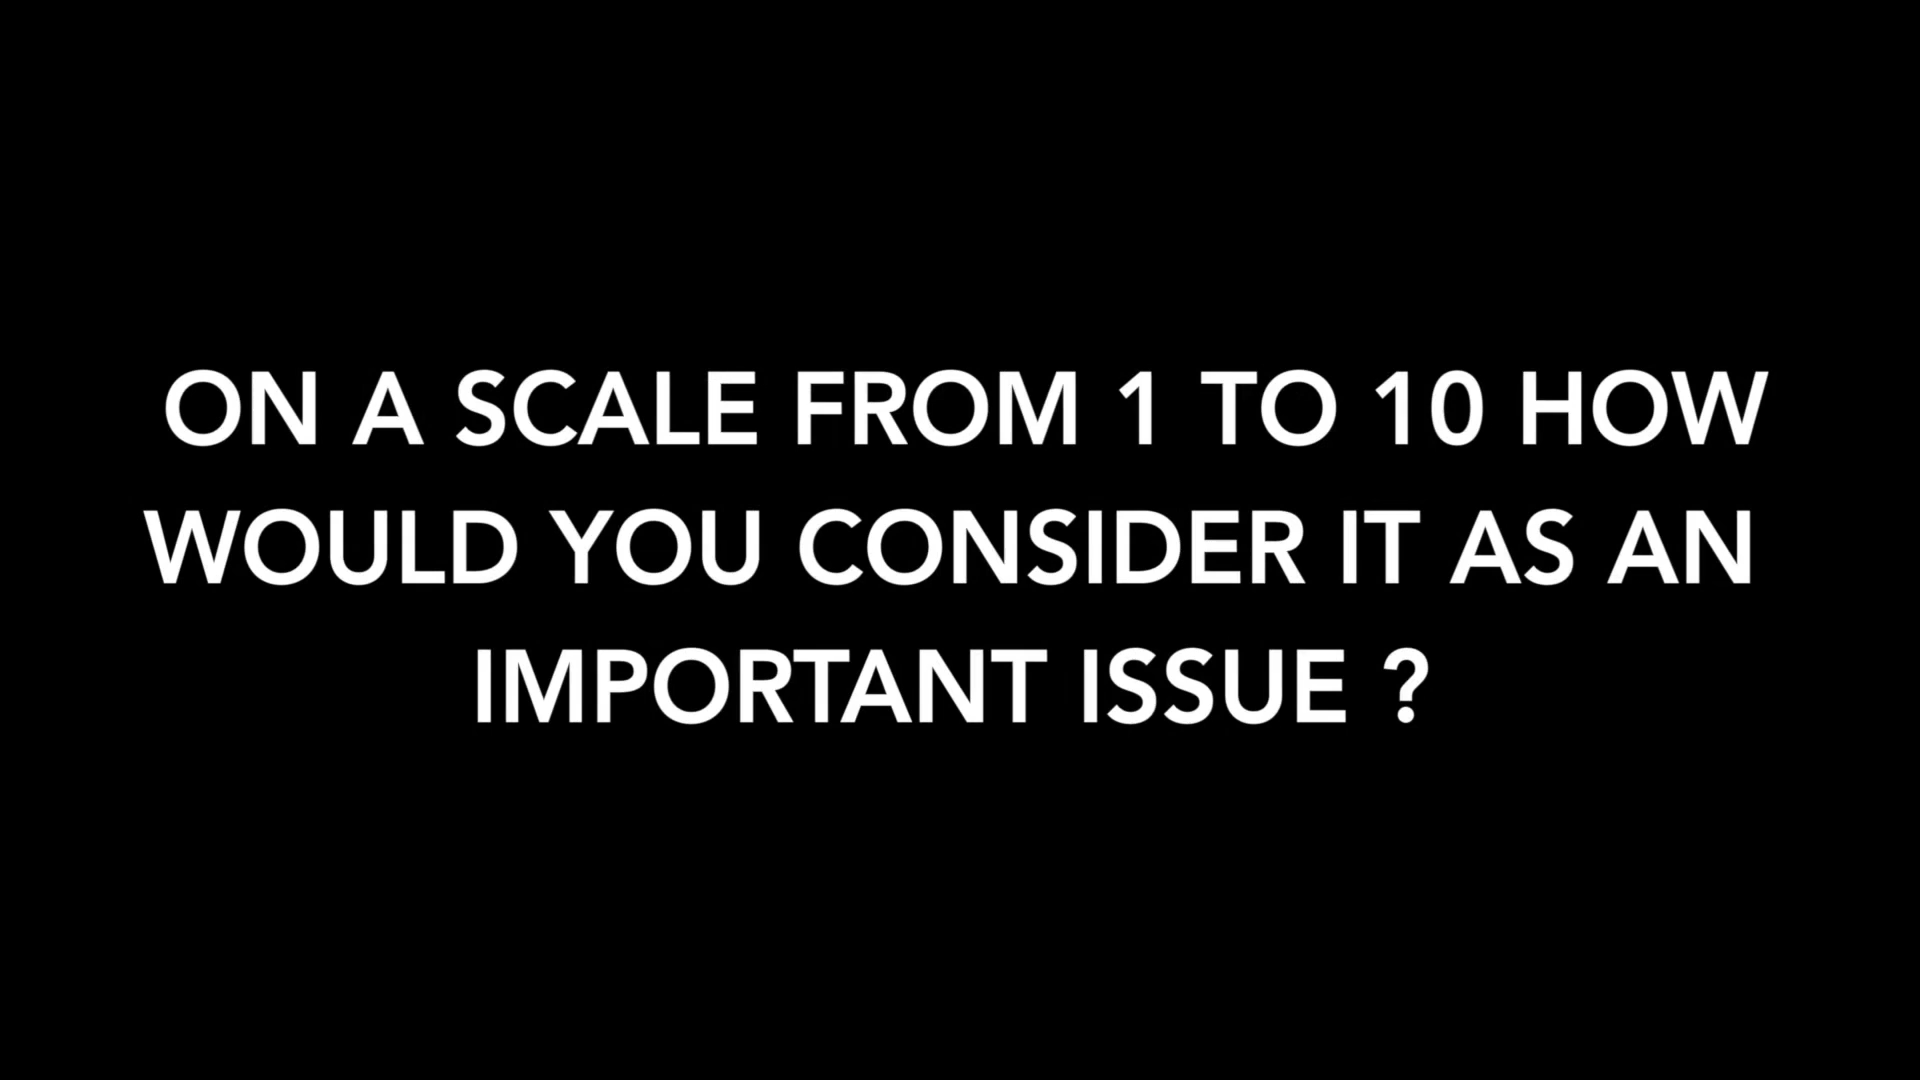 ON A SCALE FROM 1 TO 10 HOW
WOULD YOU CONSIDER IT AS AN
IMPORTANT ISSUE ?